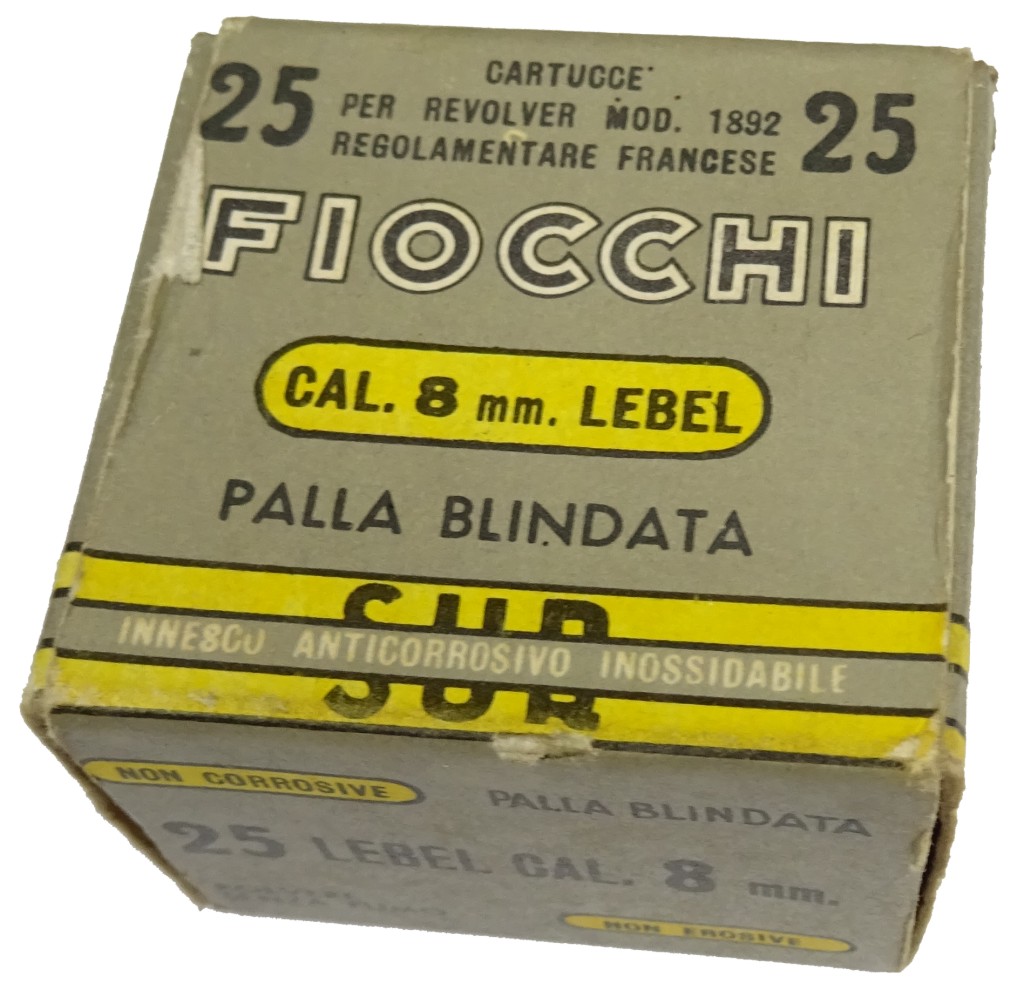 25 CARTUCCE 25
PER REVOLVER MOD. 1892
REGOLAMENTARE FRANCESE
FIOCCHI
CAL. 8 mm. LEBEL
PALLA BLINDATA
SUR
INNESCO ANTICORROSIVO INOSSIDABILE
NON CORROSIVE
PALLA BLINDATA
25 LEBEL CAL. 8 mm.
NON EROSIVE